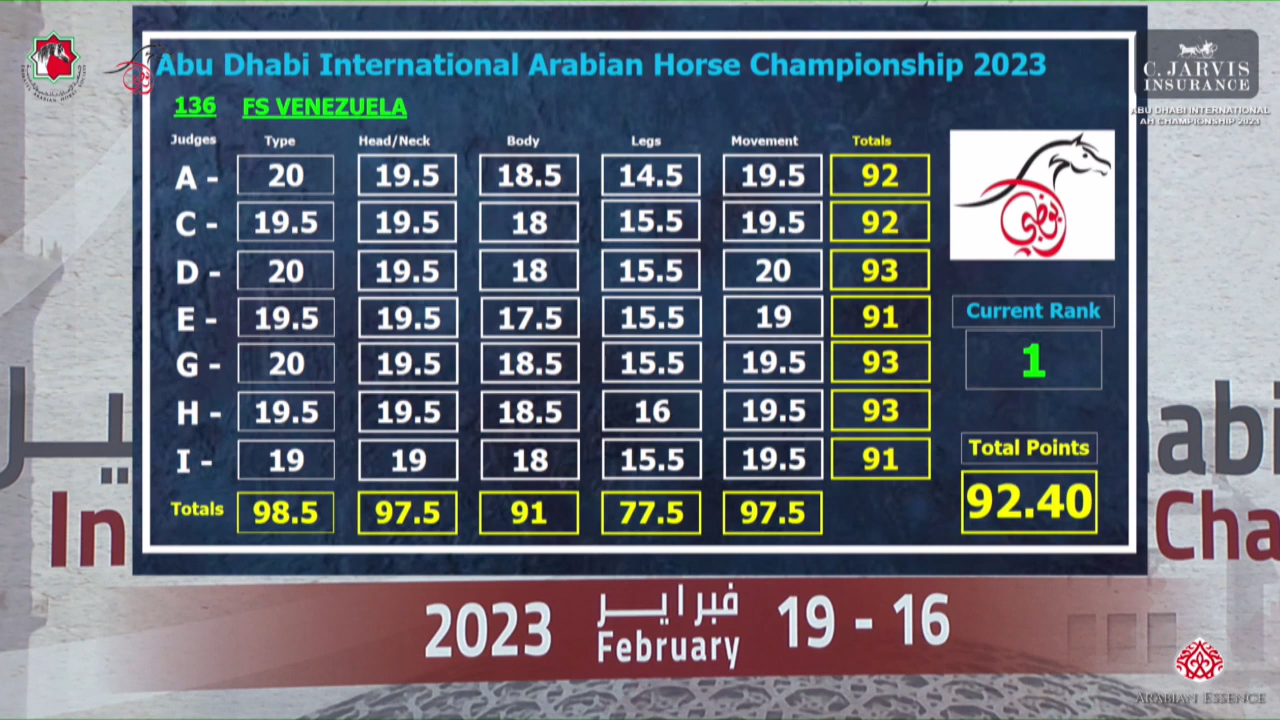 Abu Dhabi International Arabian Horse Championship 2023
C. JARVIS
INSURANCE
ABU DHABI INTERNATIONAL
AH CHAMPIONSHIP 2023
136 FS VENEZUELA
Judges Type Head/Neck Body Legs Movement Totals
A - 20 19.5 18.5 14.5 19.5 92
C - 19.5 19.5 18 15.5 19.5 92
D - 20 19.5 18 15.5 20 93
E - 19.5 19.5 17.5 15.5 19 91
G - 20 19.5 18.5 15.5 19.5 93
H - 19.5 19.5 18.5 16 19.5 93
I - 19 19 18 15.5 19.5 91
Totals 98.5 97.5 91 77.5 97.5
أبوظبي
Current Rank
1
Total Points
92.40
abi
In
Cha
2023 فبراير 19 - 16
February
ARABIAN ESSENCE